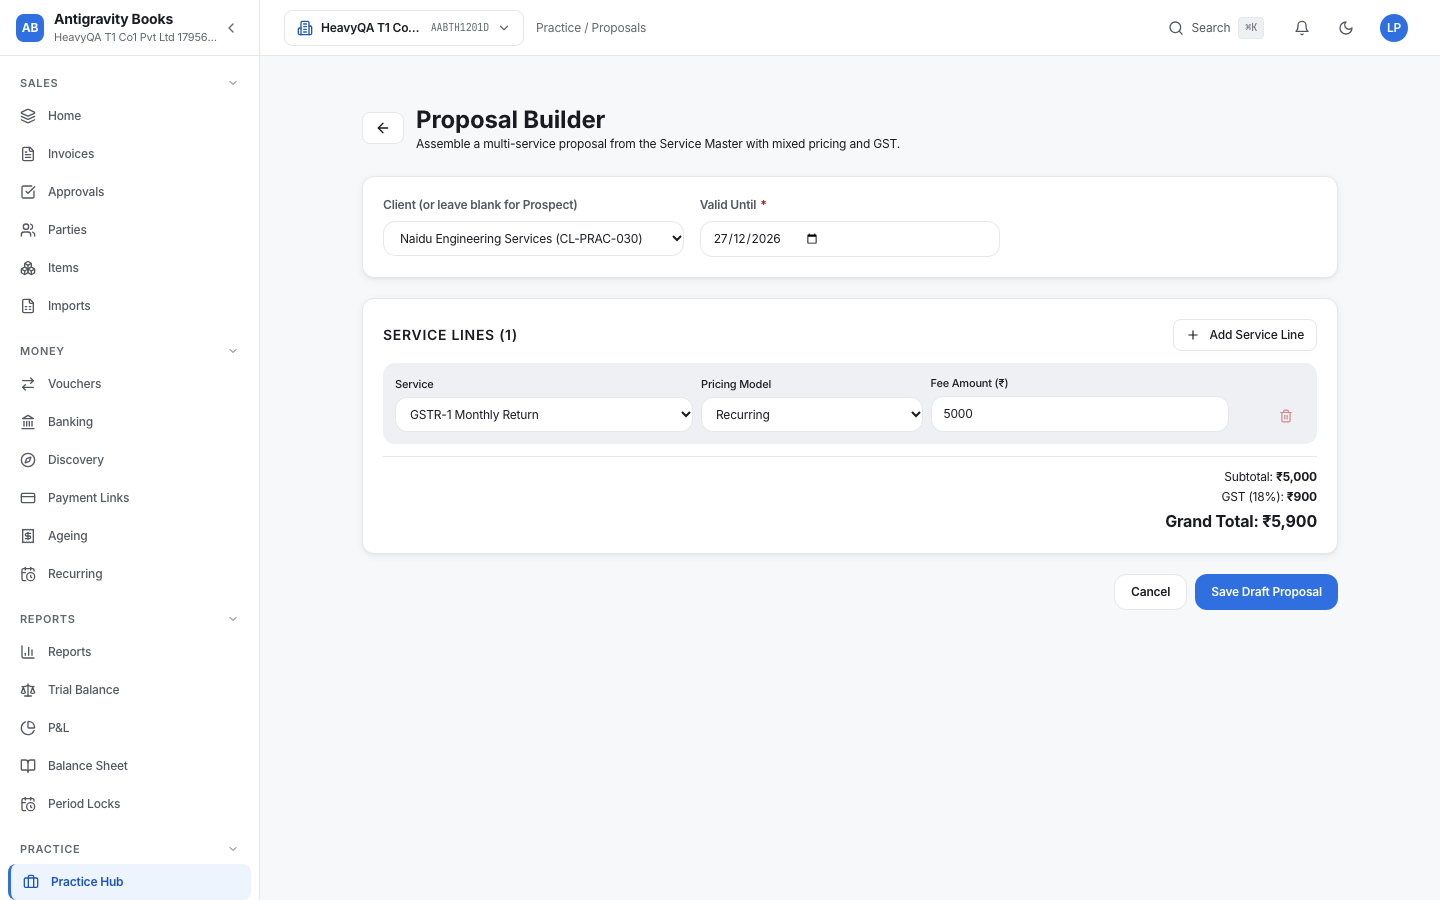 AB
Antigravity Books
HeavyQA T1 Co1 Pvt Ltd 17956...
HeavyQA T1 Co... AABTH1201D
Practice / Proposals
Search ⌘K
LP
SALES
Home
Invoices
Approvals
Parties
Items
Imports
MONEY
Vouchers
Banking
Discovery
Payment Links
Ageing
Recurring
REPORTS
Reports
Trial Balance
P&L
Balance Sheet
Period Locks
PRACTICE
Practice Hub
Proposal Builder
Assemble a multi-service proposal from the Service Master with mixed pricing and GST.
Client (or leave blank for Prospect) Valid Until *
Naidu Engineering Services (CL-PRAC-030) 27/12/2026
SERVICE LINES (1) Add Service Line
Service Pricing Model Fee Amount (₹)
GSTR-1 Monthly Return Recurring 5000
Subtotal: ₹5,000
GST (18%): ₹900
Grand Total: ₹5,900
Cancel Save Draft Proposal